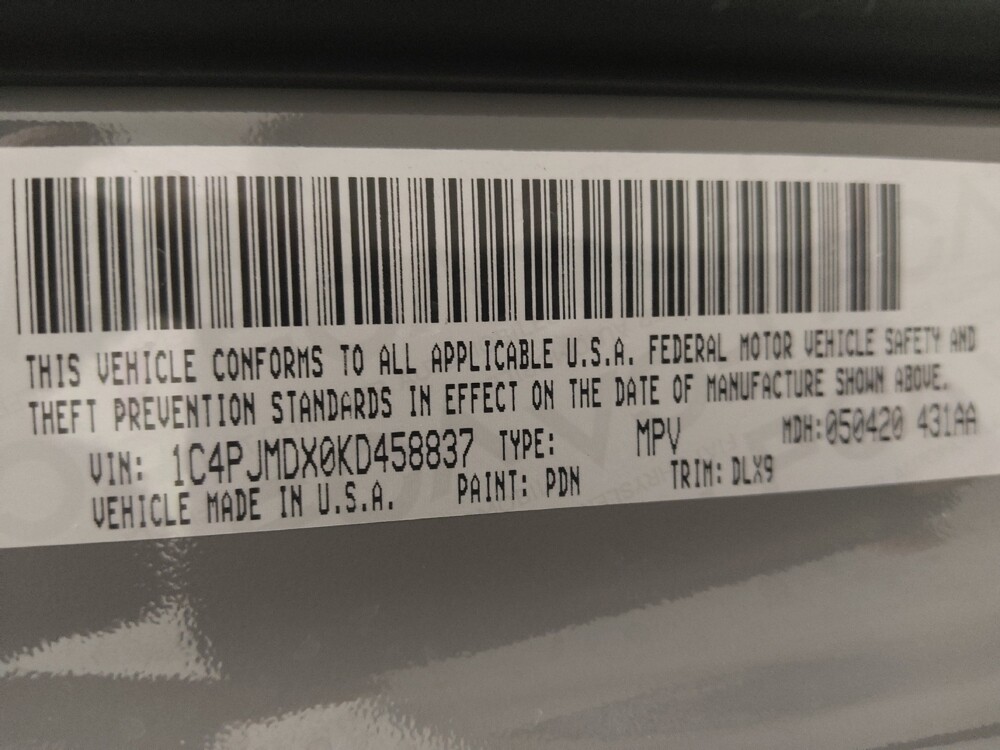 THIS VEHICLE CONFORMS TO ALL APPLICABLE U.S.A. FEDERAL MOTOR VEHICLE SAFETY AND
THEFT PREVENTION STANDARDS IN EFFECT ON THE DATE OF MANUFACTURE SHOWN ABOVE.
VIN: 1C4PJMDX0KD458837 TYPE: MPV MDH:050420 431AA
VEHICLE MADE IN U.S.A. PAINT: PDN TRIM: DLX9